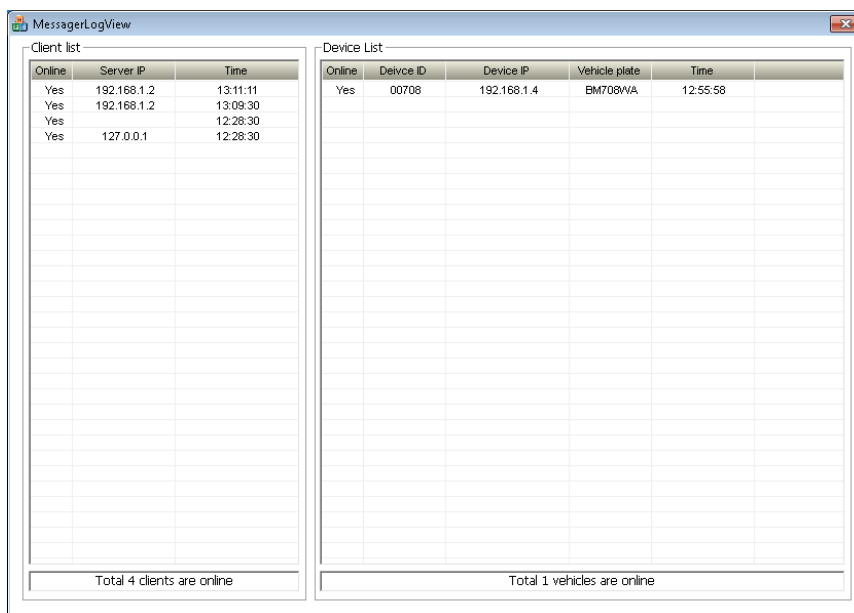 MessagerLogView
Client list
Online Server IP Time
Yes 192.168.1.2 13:11:11
Yes 192.168.1.2 13:09:30
Yes 12:28:30
Yes 127.0.0.1 12:28:30
Total 4 clients are online
Device List
Online Deivce ID Device IP Vehicle plate Time
Yes 00708 192.168.1.4 BM708WA 12:55:58
Total 1 vehicles are online